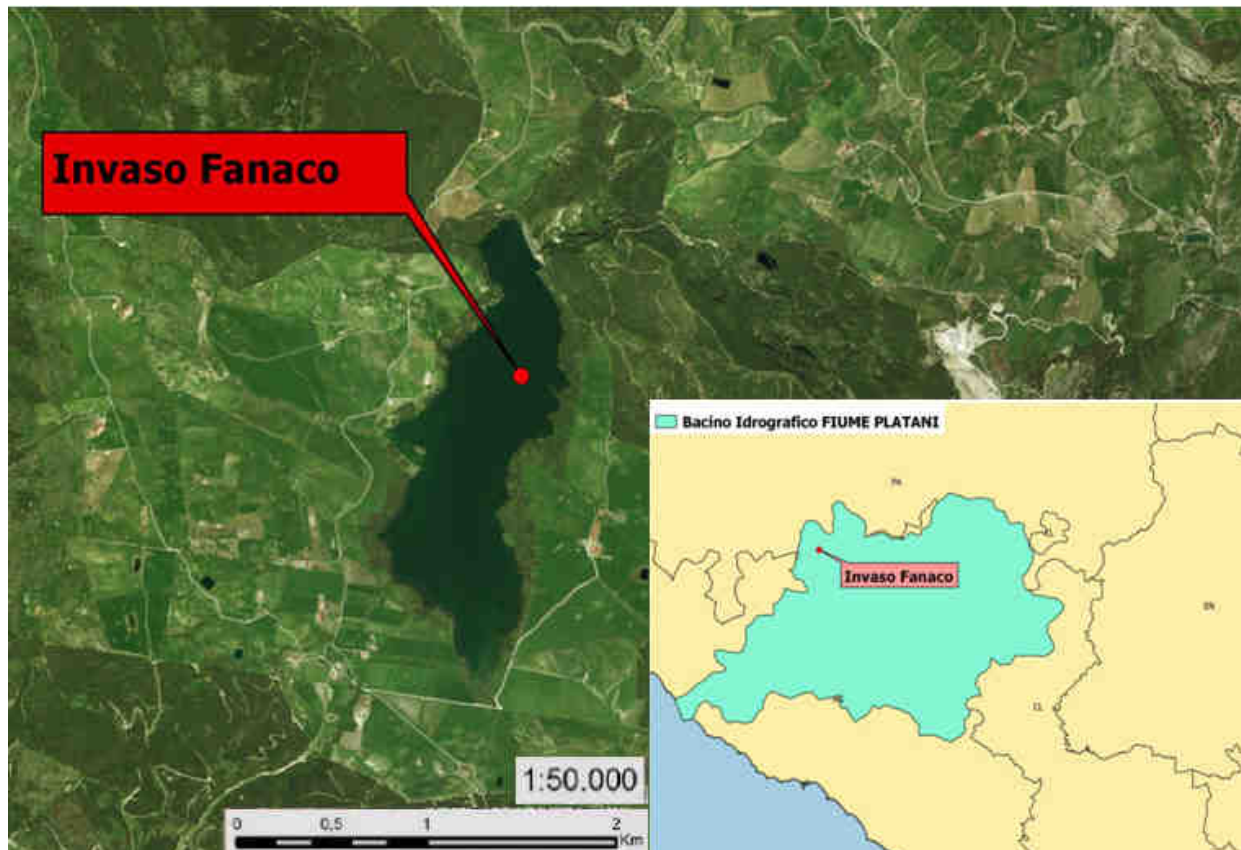 Invaso Fanaco
Bacino Idrografico FIUME PLATANI
PA
Invaso Fanaco
EN
CL
1:50.000
0 0,5 1 2
Km